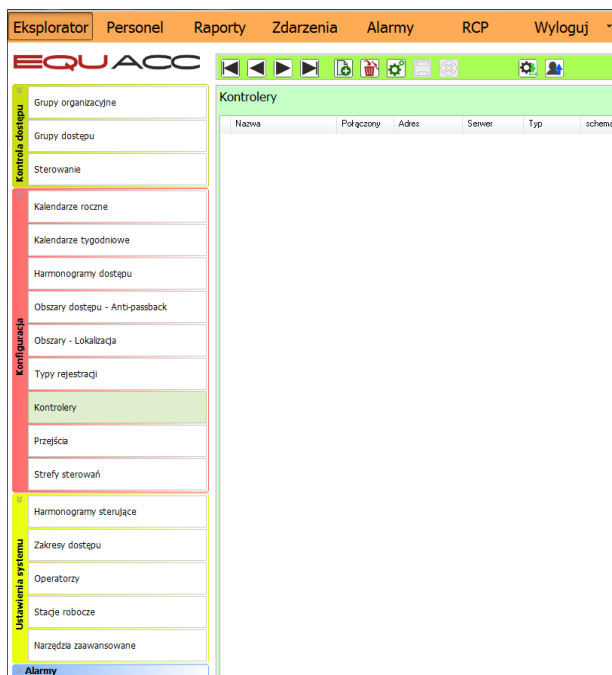 Eksplorator Personel Raporty Zdarzenia Alarmy RCP Wyloguj
EQU ACC
Kontrolery
Nazwa Połączony Adres Serwer Typ schema
Kontrola dostępu
Grupy organizacyjne
Grupy dostępu
Sterowanie
Konfiguracja
Kalendarze roczne
Kalendarze tygodniowe
Harmonogramy dostępu
Obszary dostępu - Anti-passback
Obszary - Lokalizacja
Typy rejestracji
Kontrolery
Przejścia
Strefy sterowań
Ustawienia systemu
Harmonogramy sterujące
Zakresy dostępu
Operatorzy
Stacje robocze
Narzędzia zaawansowane
Alarmy